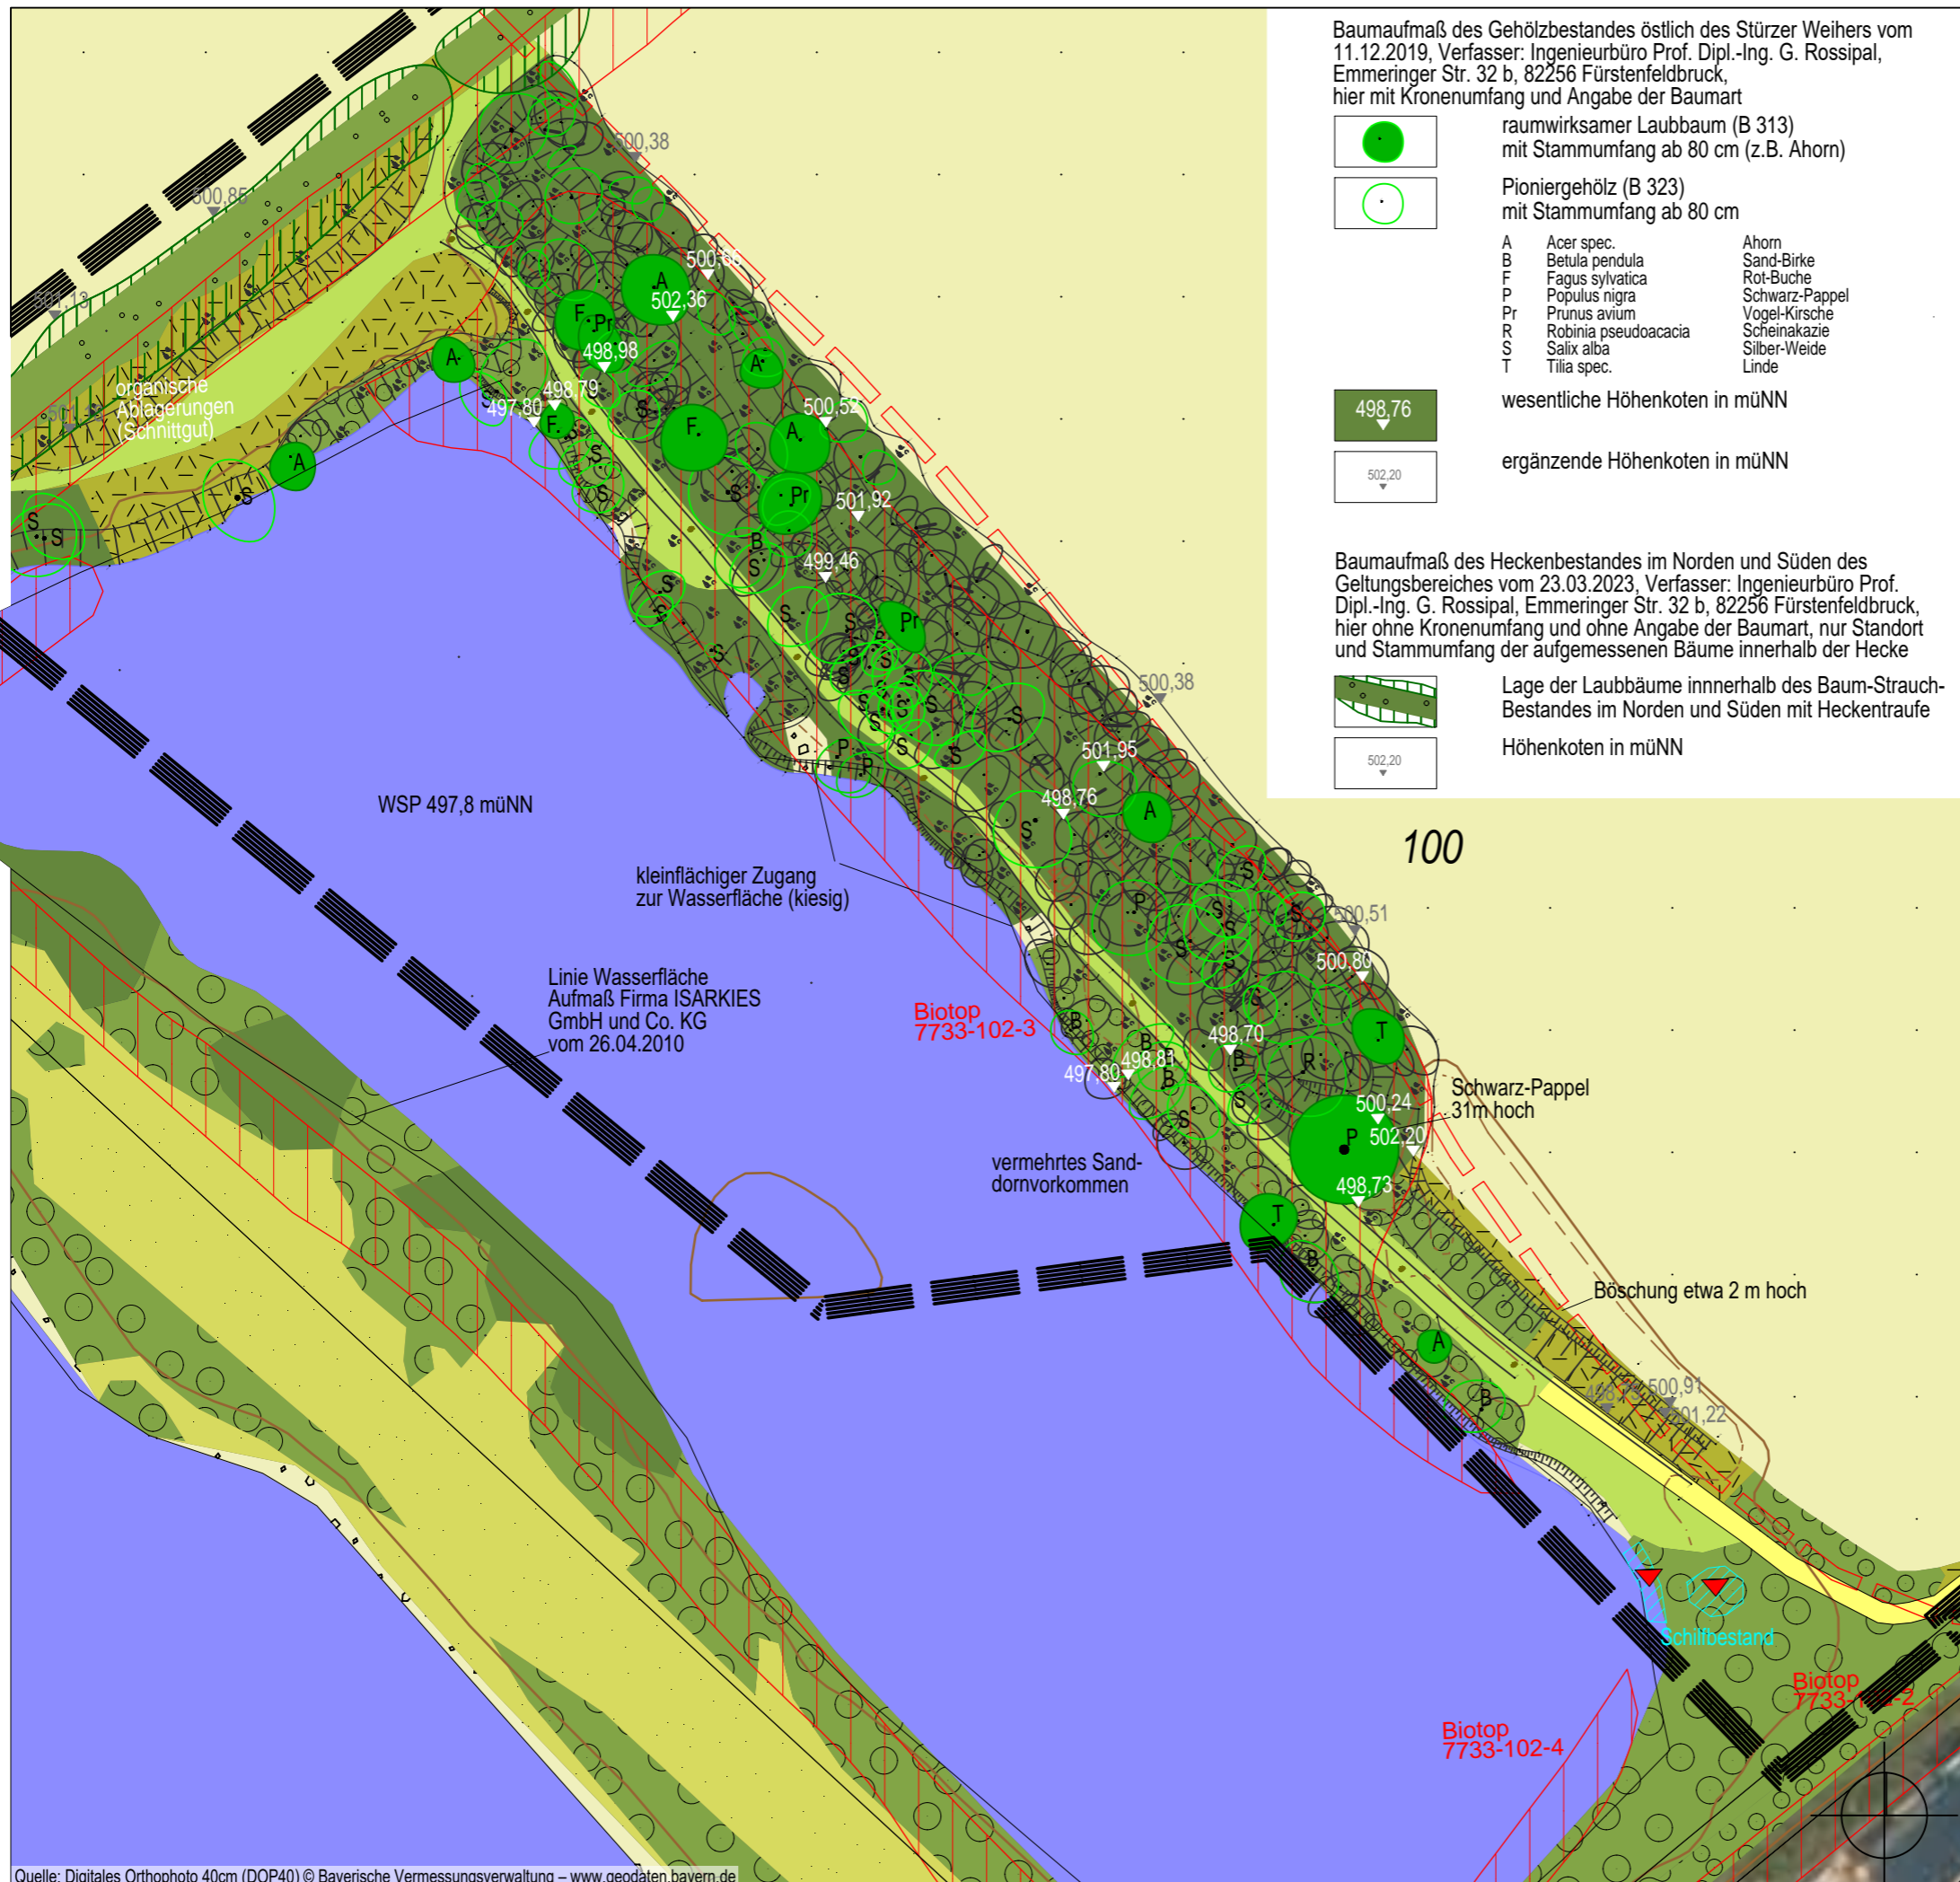 Baumaufmaß des Gehölzbestandes östlich des Stürzer Weihers vom
11.12.2019, Verfasser: Ingenieurbüro Prof. Dipl.-Ing. G. Rossipal,
Emmeringer Str. 32 b, 82256 Fürstenfeldbruck,
hier mit Kronenumfang und Angabe der Baumart
raumwirksamer Laubbaum (B 313)
mit Stammumfang ab 80 cm (z.B. Ahorn)
Pioniergehölz (B 323)
mit Stammumfang ab 80 cm
A Acer spec. Ahorn
B Betula pendula Sand-Birke
F Fagus sylvatica Rot-Buche
P Populus nigra Schwarz-Pappel
Pr Prunus avium Vogel-Kirsche
R Robinia pseudoacacia Scheinakazie
S Salix alba Silber-Weide
T Tilia spec. Linde
498,76 wesentliche Höhenkoten in müNN
502,20 ergänzende Höhenkoten in müNN
Baumaufmaß des Heckenbestandes im Norden und Süden des
Geltungsbereiches vom 23.03.2023, Verfasser: Ingenieurbüro Prof.
Dipl.-Ing. G. Rossipal, Emmeringer Str. 32 b, 82256 Fürstenfeldbruck,
hier ohne Kronenumfang und ohne Angabe der Baumart, nur Standort
und Stammumfang der aufgemessenen Bäume innerhalb der Hecke
Lage der Laubbäume innnerhalb des Baum-Strauch-
Bestandes im Norden und Süden mit Heckentraufe
502,20 Höhenkoten in müNN
500,38
500,85
501,13
A
502,36
F
Pr
498,98
A
A
498,79
497,80
F
F
A
500,52
organische
Ablagerungen
(Schnittgut)
A
S
S
S
Pr
501,92
B
S
499,46
Pr
S
500,38
501,95
498,76
A
P
P
S
WSP 497,8 müNN
100
kleinflächiger Zugang
zur Wasserfläche (kiesig)
P
S
500,51
500,80
Linie Wasserfläche
Aufmaß Firma ISARKIES
GmbH und Co. KG
vom 26.04.2010
Biotop
7733-102-3
B
B
498,70
T
498,81
497,80
B
B
R
S
S
Schwarz-Pappel
31m hoch
500,24
P
502,20
vermehrtes Sand-
dornvorkommen
498,73
T
B
Böschung etwa 2 m hoch
A
B
500,91
501,22
Schilfbestand
Biotop
Biotop
7733-102-4
Quelle: Digitales Orthophoto 40cm (DOP40) © Bayerische Vermessungsverwaltung – www.geodaten.bayern.de